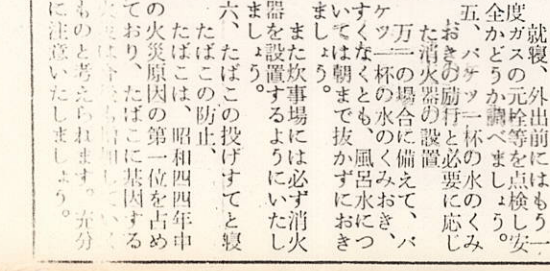 就寝、外出前にはもう一
度ガスの元栓等を点検し安
全かどうか調べましょう。
五、バケツ一杯の水のくみ
おきの励行と必要に応じ
た消火器の設置
万一の場合に備えて、バ
ケツ一杯の水のくみおき、
すくなくとも、風呂水につ
いては朝まで抜かずにおき
ましょう。
また炊事場には必ず消火
器を設置するようにいたし
ましょう。
六、たばこの投げすてと寝
たばこの防止
たばこは、昭和四四年中
の火災原因の第一位を占め
ており、たばこに基因する
ものと考えられます。充分
に注意いたしましょう。